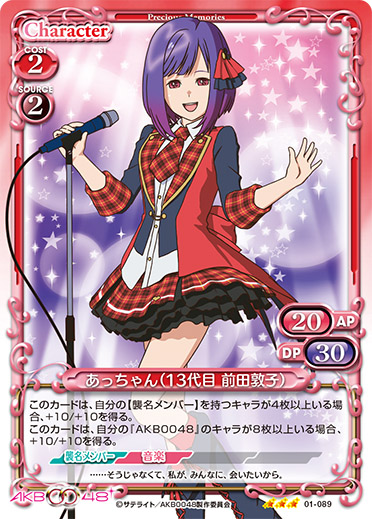 Precious Memories
Character
COST
2
SOURCE
2
20 AP
DP 30
あっちゃん(13代目 前田敦子)
このカードは、自分の【襲名メンバー】を持つキャラが4枚以上いる場
合、+10/+10を得る。
このカードは、自分の『AKB0048』のキャラが8枚以上いる場合、
+10/+10を得る。
襲名メンバー 音楽
……そうじゃなくて、私が、みんなに、会いたいから。
AKB0048
©サテライト/AKB0048製作委員会
01-089